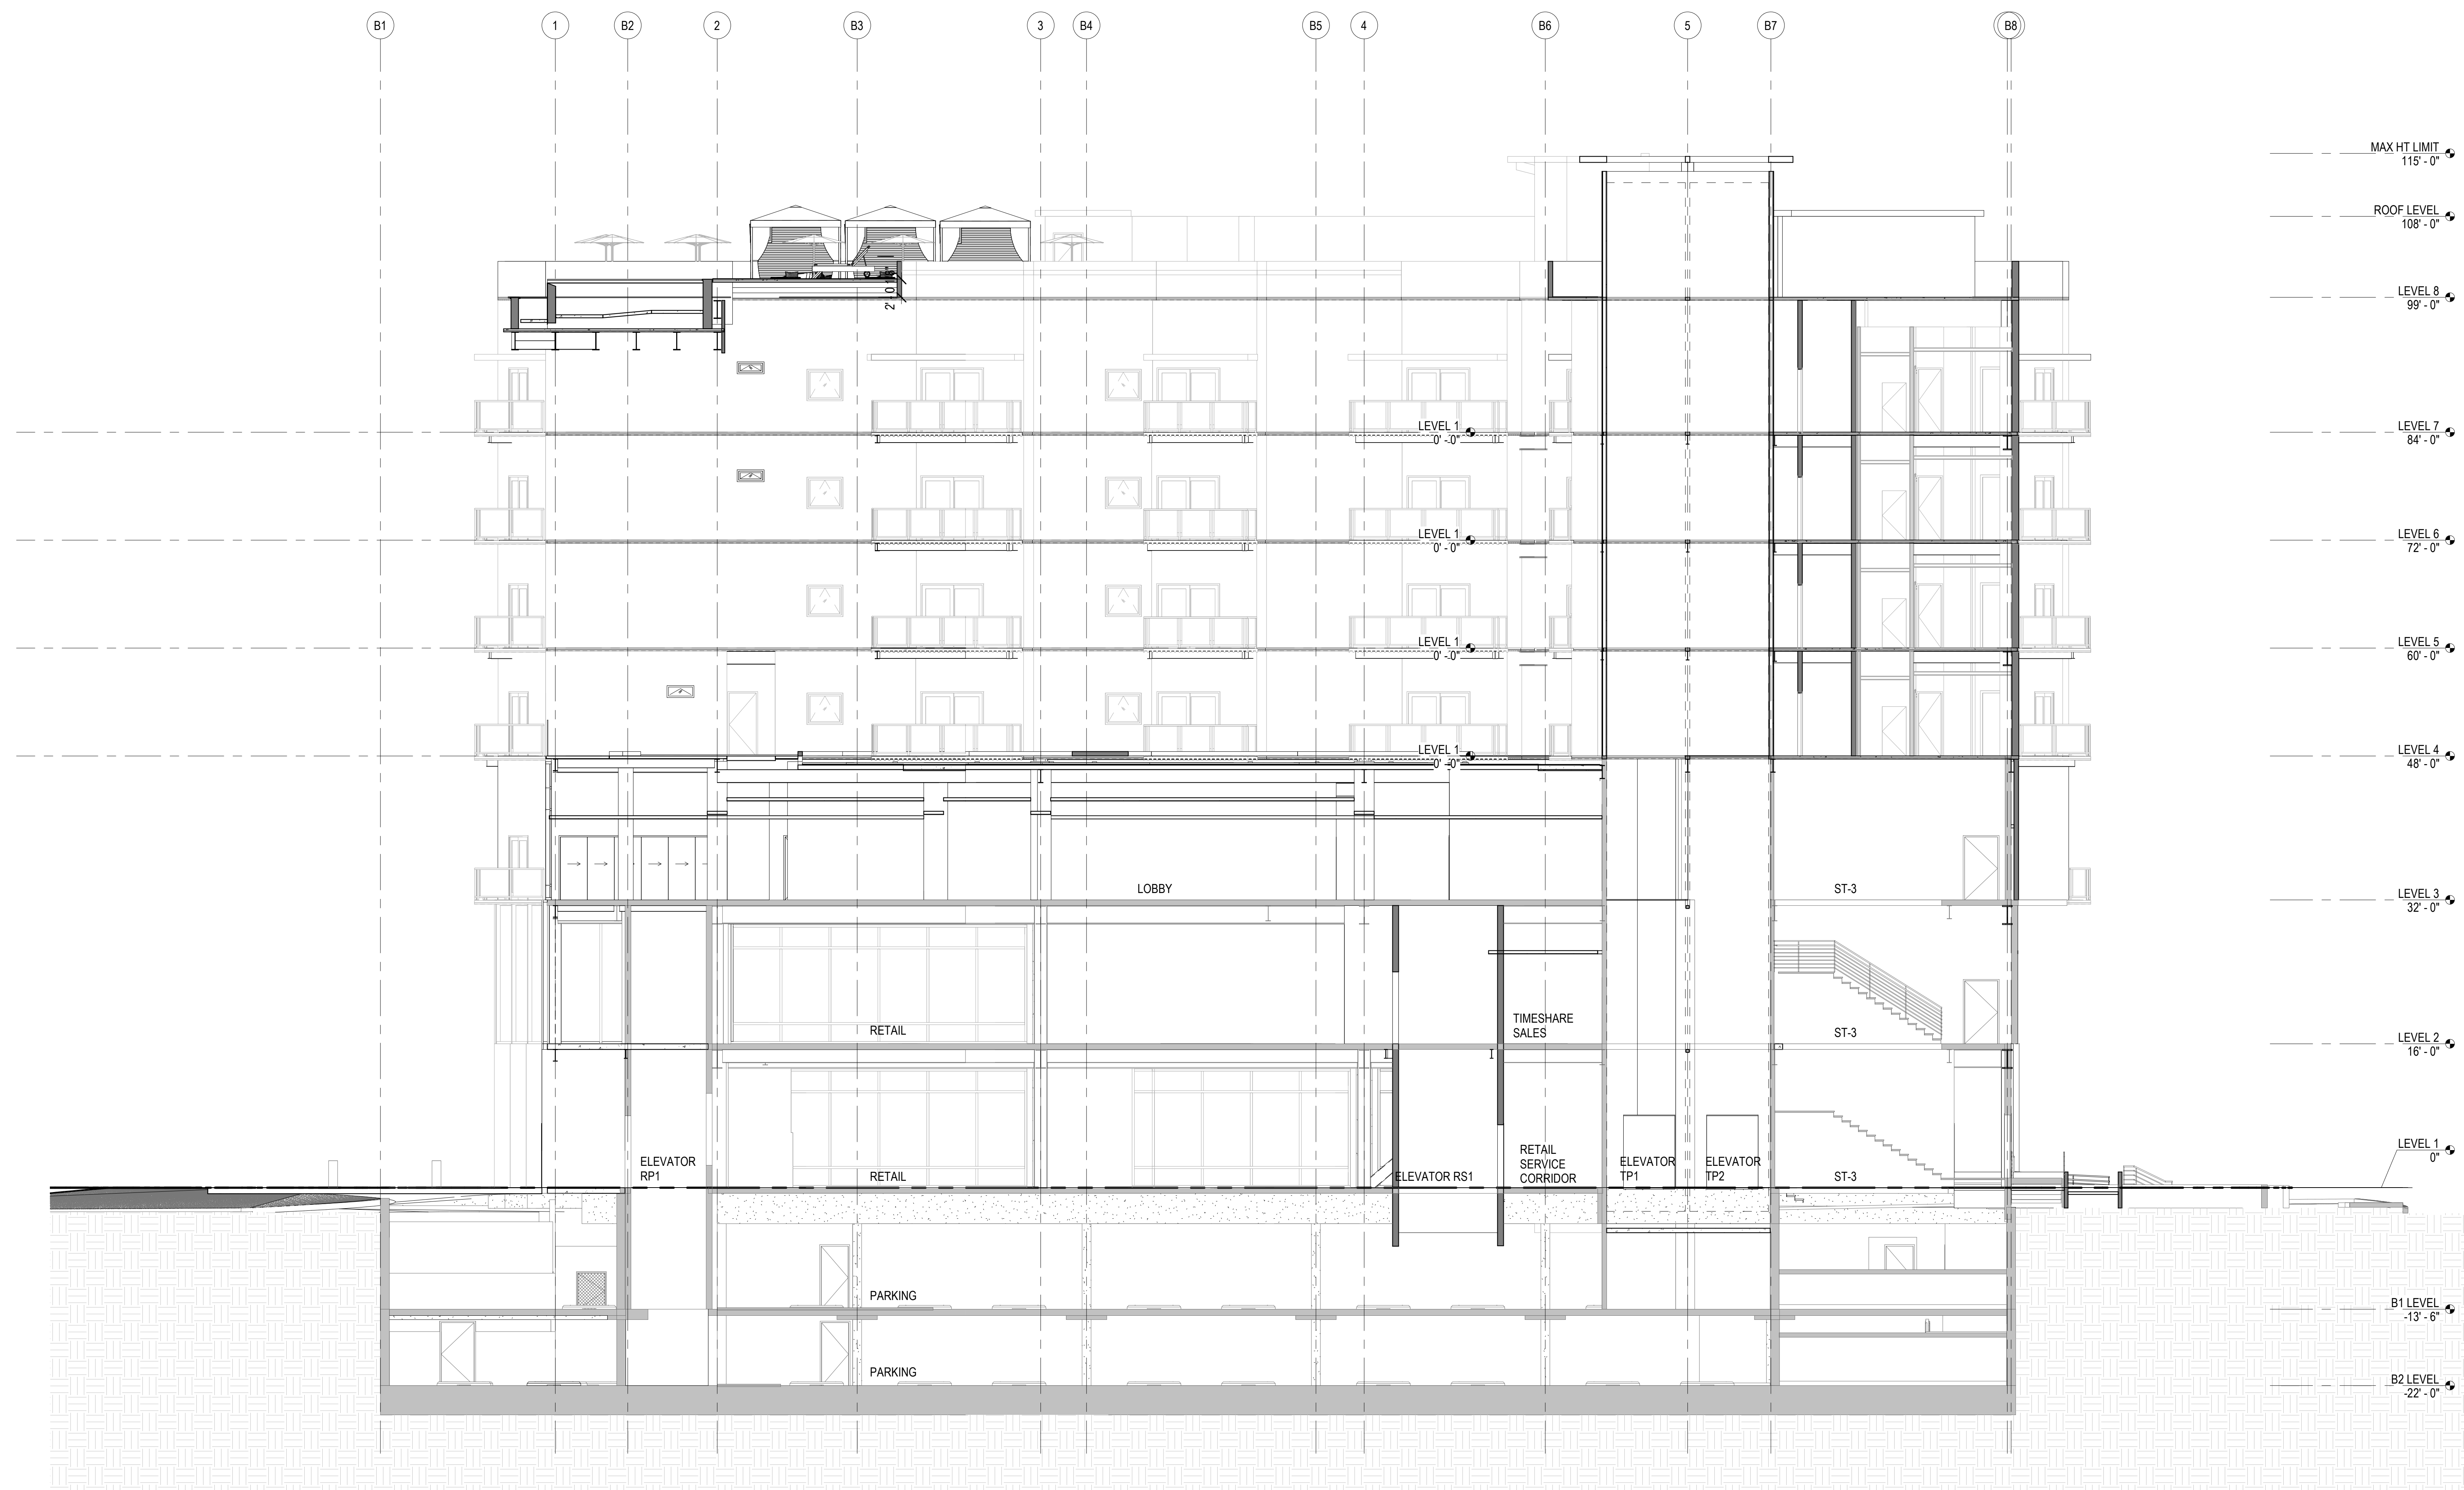 B1
1
B2
2
B3
3
B4
B5
4
B6
5
B7
B8
MAX HT LIMIT
115' - 0"
ROOF LEVEL
108' - 0"
LEVEL 8
99' - 0"
LEVEL 1
0' - 0"
LEVEL 7
84' - 0"
LEVEL 1
0' - 0"
LEVEL 6
72' - 0"
LEVEL 1
0' - 0"
LEVEL 5
60' - 0"
LEVEL 1
0' - 0"
LEVEL 4
48' - 0"
LOBBY
ST-3
LEVEL 3
32' - 0"
RETAIL
TIMESHARE
SALES
ST-3
LEVEL 2
16' - 0"
ELEVATOR
RP1
RETAIL
ELEVATOR RS1
RETAIL
SERVICE
CORRIDOR
ELEVATOR
TP1
ELEVATOR
TP2
ST-3
LEVEL 1
0"
PARKING
B1 LEVEL
-13' - 6"
PARKING
B2 LEVEL
-22' - 0"